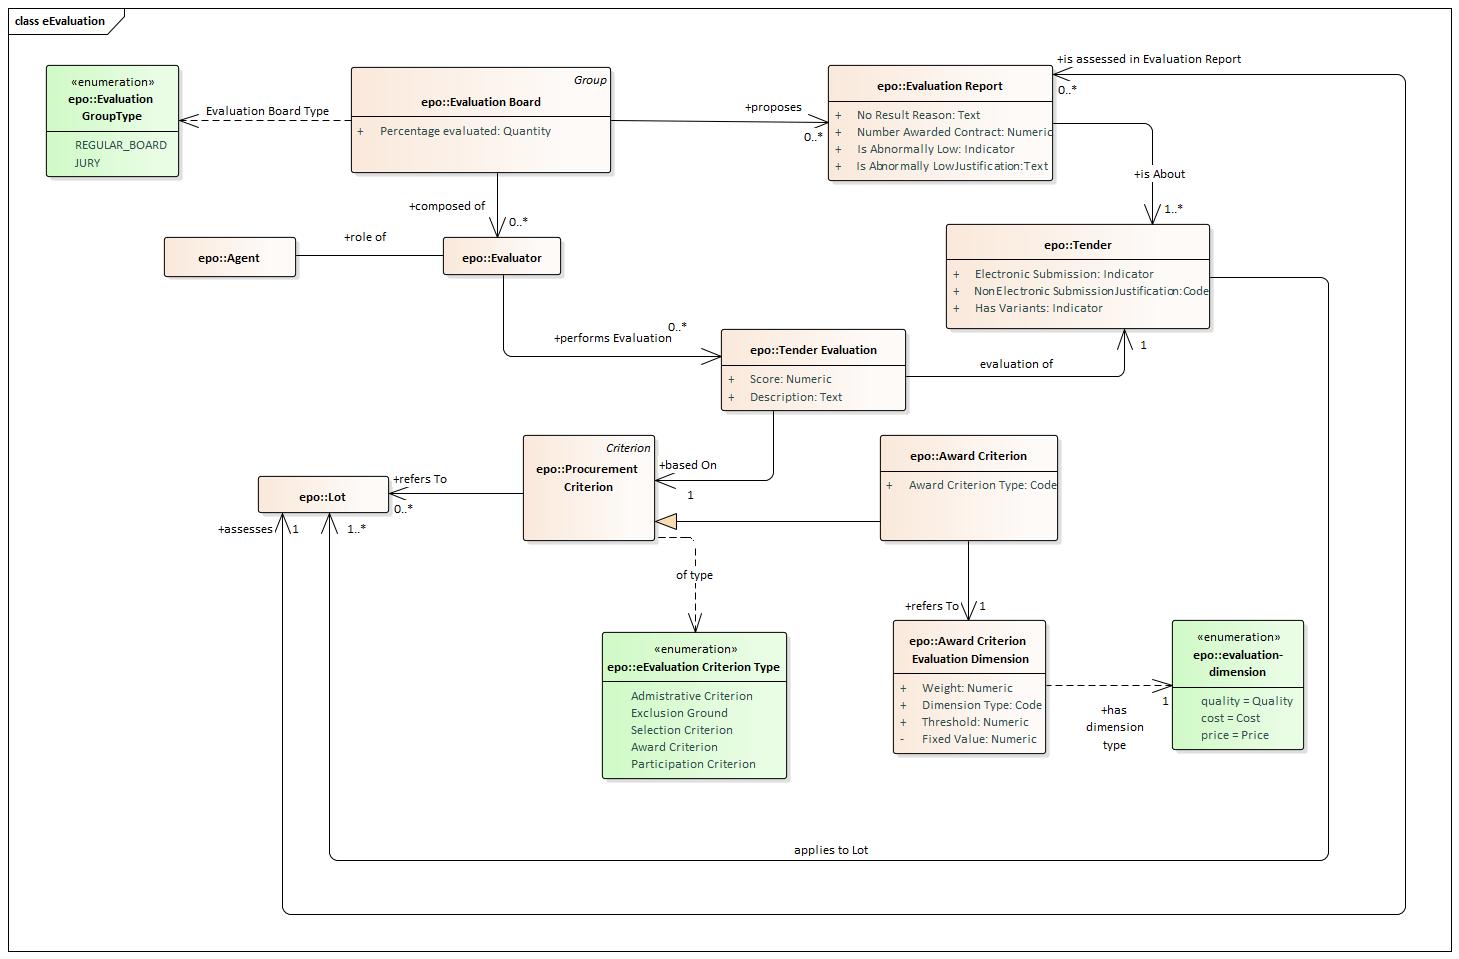 class eEvaluation
«enumeration»
epo::Evaluation
GroupType
REGULAR_BOARD
JURY
Evaluation Board Type
Group
epo::Evaluation Board
+ Percentage evaluated: Quantity
+proposes
0..*
epo::Evaluation Report
+ No Result Reason: Text
+ Number Awarded Contract: Numeric
+ Is Abnormally Low: Indicator
+ Is Abnormally LowJustification:Text
+is assessed in Evaluation Report
0..*
+is About
1..*
+composed of
0..*
epo::Agent
+role of
epo::Evaluator
epo::Tender
+ Electronic Submission: Indicator
+ NonElectronic SubmissionJustification:Code
+ Has Variants: Indicator
0..*
+performs Evaluation
epo::Tender Evaluation
+ Score: Numeric
+ Description: Text
evaluation of
1
Criterion
epo::Procurement
Criterion
+based On
1
epo::Award Criterion
+ Award Criterion Type: Code
epo::Lot
+refers To
0..*
+assesses
1
1..*
of type
«enumeration»
epo::eEvaluation Criterion Type
Admistrative Criterion
Exclusion Ground
Selection Criterion
Award Criterion
Participation Criterion
+refers To
1
epo::Award Criterion
Evaluation Dimension
+ Weight: Numeric
+ Dimension Type: Code
+ Threshold: Numeric
- Fixed Value: Numeric
1
+has
dimension
type
«enumeration»
epo::evaluation-
dimension
quality = Quality
cost = Cost
price = Price
applies to Lot